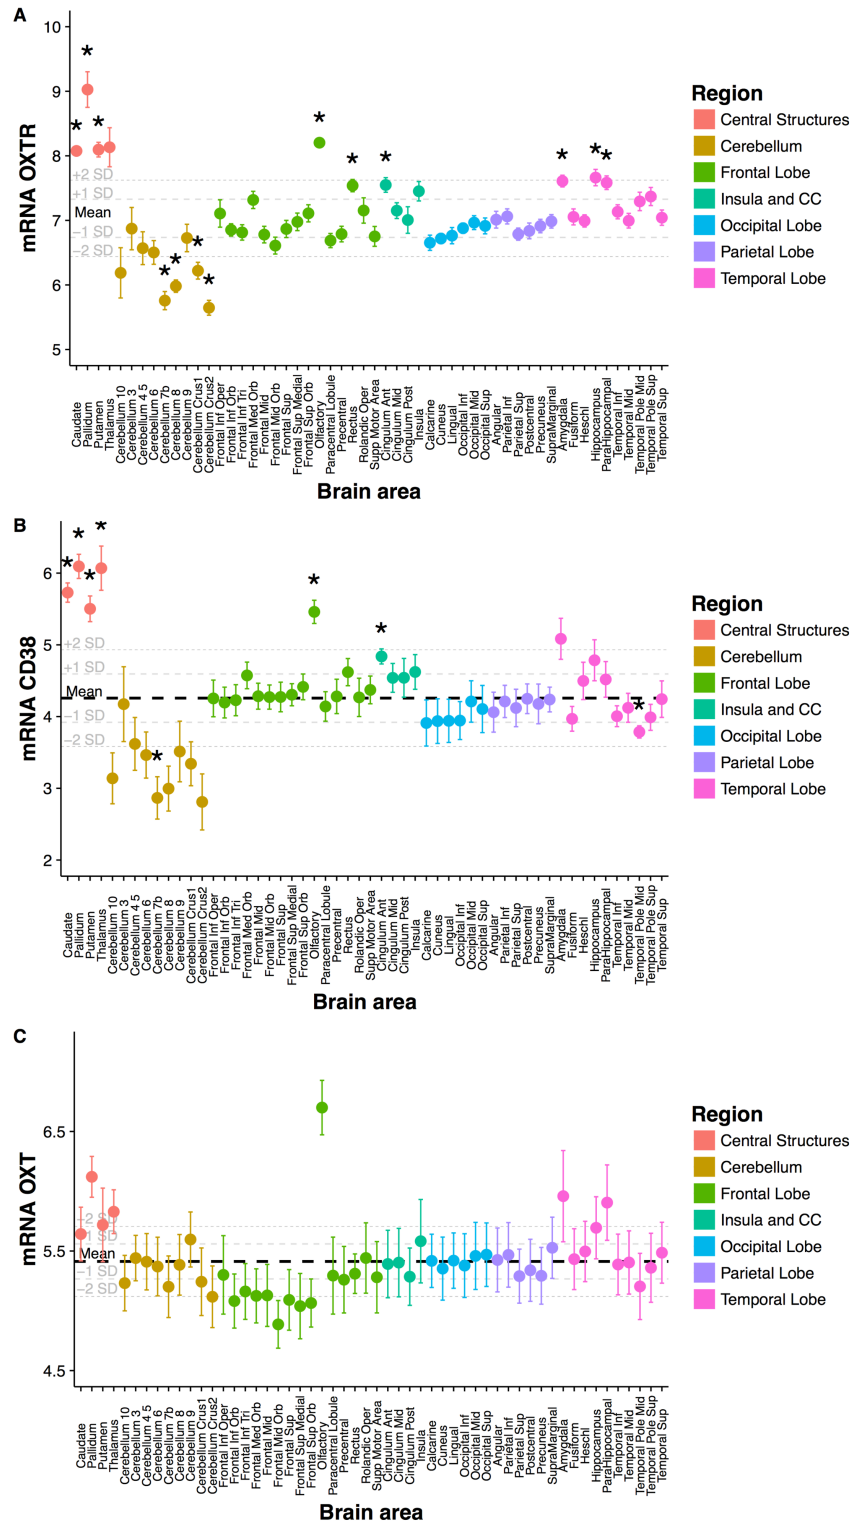 A
mRNA OXTR
10
9
8
7
6
5
+2 SD
+1 SD
Mean
−1 SD
−2 SD
*
*
*
*
*
*
*
*
*
*
*
*
*
Caudate
Pallidum
Putamen
Thalamus
Cerebellum 10
Cerebellum 3
Cerebellum 4 5
Cerebellum 6
Cerebellum 7b
Cerebellum 8
Cerebellum 9
Cerebellum Crus1
Cerebellum Crus2
Frontal Inf Oper
Frontal Inf Orb
Frontal Inf Tri
Frontal Med Orb
Frontal Mid
Frontal Mid Orb
Frontal Sup
Frontal Sup Medial
Frontal Sup Orb
Olfactory
Paracentral Lobule
Precentral
Rectus
Rolandic Oper
Supp Motor Area
Cingulum Ant
Cingulum Mid
Cingulum Post
Insula
Calcarine
Cuneus
Lingual
Occipital Inf
Occipital Mid
Occipital Sup
Angular
Parietal Inf
Parietal Sup
Postcentral
Precuneus
SupraMarginal
Amygdala
Fusiform
Heschl
Hippocampus
ParaHippocampal
Temporal Inf
Temporal Mid
Temporal Pole Mid
Temporal Pole Sup
Temporal Sup
Brain area
Region
Central Structures
Cerebellum
Frontal Lobe
Insula and CC
Occipital Lobe
Parietal Lobe
Temporal Lobe
B
mRNA CD38
6
5
4
3
2
+2 SD
+1 SD
Mean
−1 SD
−2 SD
*
*
*
*
*
*
*
*
Caudate
Pallidum
Putamen
Thalamus
Cerebellum 10
Cerebellum 3
Cerebellum 4 5
Cerebellum 6
Cerebellum 7b
Cerebellum 8
Cerebellum 9
Cerebellum Crus1
Cerebellum Crus2
Frontal Inf Oper
Frontal Inf Orb
Frontal Inf Tri
Frontal Med Orb
Frontal Mid
Frontal Mid Orb
Frontal Sup
Frontal Sup Medial
Frontal Sup Orb
Olfactory
Paracentral Lobule
Precentral
Rectus
Rolandic Oper
Supp Motor Area
Cingulum Ant
Cingulum Mid
Cingulum Post
Insula
Calcarine
Cuneus
Lingual
Occipital Inf
Occipital Mid
Occipital Sup
Angular
Parietal Inf
Parietal Sup
Postcentral
Precuneus
SupraMarginal
Amygdala
Fusiform
Heschl
Hippocampus
ParaHippocampal
Temporal Inf
Temporal Mid
Temporal Pole Mid
Temporal Pole Sup
Temporal Sup
Brain area
Region
Central Structures
Cerebellum
Frontal Lobe
Insula and CC
Occipital Lobe
Parietal Lobe
Temporal Lobe
C
mRNA OXT
6.5
5.5
4.5
+2 SD
+1 SD
Mean
−1 SD
−2 SD
Caudate
Pallidum
Putamen
Thalamus
Cerebellum 10
Cerebellum 3
Cerebellum 4 5
Cerebellum 6
Cerebellum 7b
Cerebellum 8
Cerebellum 9
Cerebellum Crus1
Cerebellum Crus2
Frontal Inf Oper
Frontal Inf Orb
Frontal Inf Tri
Frontal Med Orb
Frontal Mid
Frontal Mid Orb
Frontal Sup
Frontal Sup Medial
Frontal Sup Orb
Olfactory
Paracentral Lobule
Precentral
Rectus
Rolandic Oper
Supp Motor Area
Cingulum Ant
Cingulum Mid
Cingulum Post
Insula
Calcarine
Cuneus
Lingual
Occipital Inf
Occipital Mid
Occipital Sup
Angular
Parietal Inf
Parietal Sup
Postcentral
Precuneus
SupraMarginal
Amygdala
Fusiform
Heschl
Hippocampus
ParaHippocampal
Temporal Inf
Temporal Mid
Temporal Pole Mid
Temporal Pole Sup
Temporal Sup
Brain area
Region
Central Structures
Cerebellum
Frontal Lobe
Insula and CC
Occipital Lobe
Parietal Lobe
Temporal Lobe